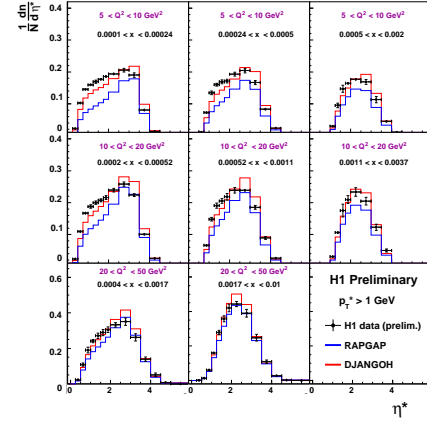 1/N dn/dη*
5 < Q² < 10 GeV²
0.0001 < x < 0.00024
5 < Q² < 10 GeV²
0.00024 < x < 0.0005
5 < Q² < 10 GeV²
0.0005 < x < 0.002
0.3
0.2
0.1
0
10 < Q² < 20 GeV²
0.0002 < x < 0.00052
10 < Q² < 20 GeV²
0.00052 < x < 0.0011
10 < Q² < 20 GeV²
0.0011 < x < 0.0037
0.3
0.2
0.1
0
20 < Q² < 50 GeV²
0.0004 < x < 0.0017
20 < Q² < 50 GeV²
0.0017 < x < 0.01
0.6
0.4
0.2
0
H1 Preliminary
p_T* > 1 GeV
H1 data (prelim.)
RAPGAP
DJANGOH
0 2 4 0 2 4 0 2 4
η*